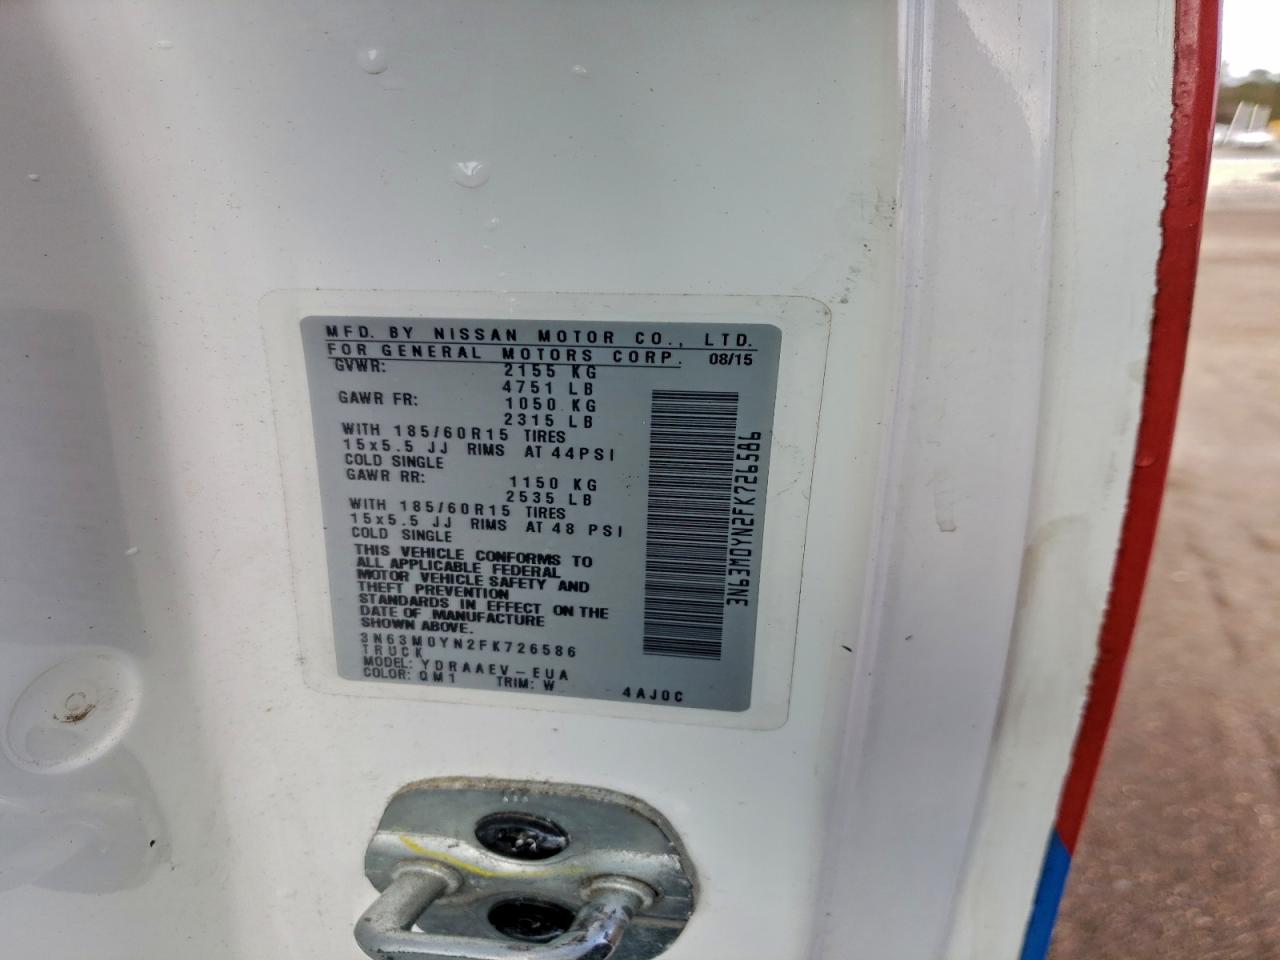 MFD. BY NISSAN MOTOR CO., LTD.
FOR GENERAL MOTORS CORP. 08/15
GVWR: 2155 KG
4751 LB
GAWR FR: 1050 KG
2315 LB
WITH 185/60R15 TIRES
15x5.5 JJ RIMS AT 44PSI
COLD SINGLE
GAWR RR: 1150 KG
2535 LB
WITH 185/60R15 TIRES
15x5.5 JJ RIMS AT 48 PSI
COLD SINGLE
THIS VEHICLE CONFORMS TO
ALL APPLICABLE FEDERAL
MOTOR VEHICLE SAFETY AND
THEFT PREVENTION
STANDARDS IN EFFECT ON THE
DATE OF MANUFACTURE
SHOWN ABOVE.
3N63M0YN2FK726586
TRUCK
MODEL: YDRAAEV-EUA
COLOR: QM1 TRIM: W 4AJ0C
3N63M0YN2FK726586